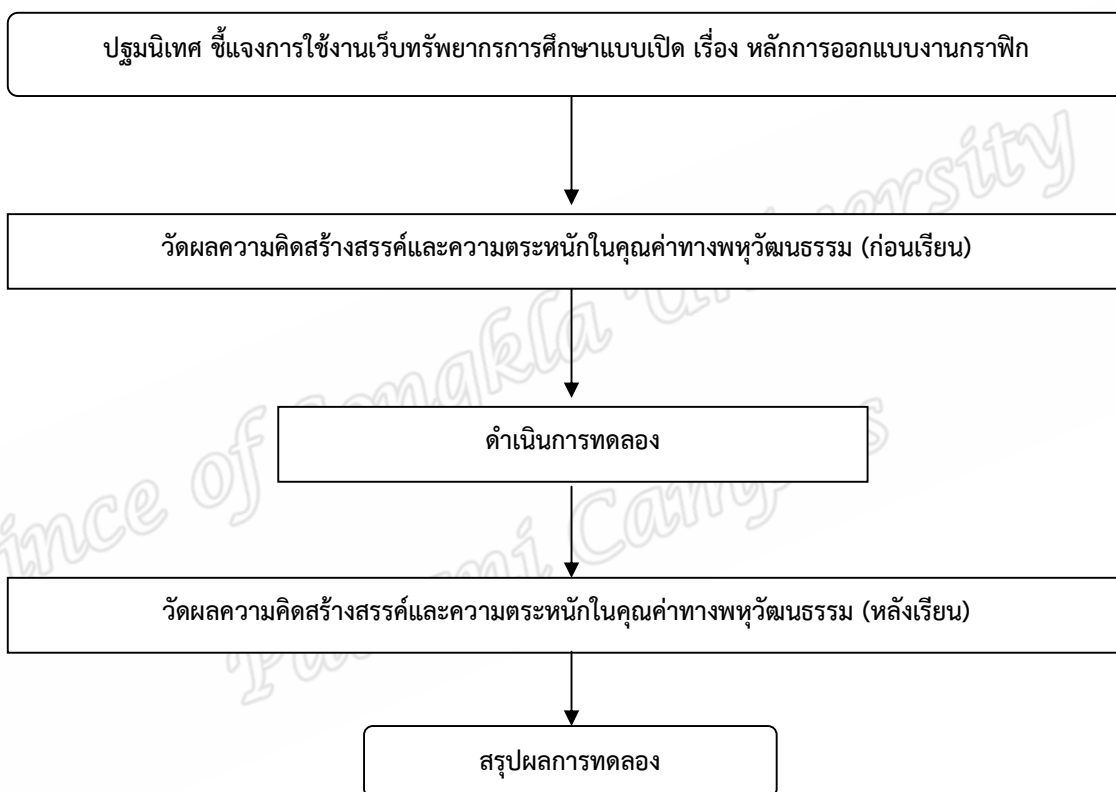 ปฐมนิเทศ ชี้แจงการใช้งานเว็บทรัพยากรการศึกษาแบบเปิด เรื่อง หลักการออกแบบงานกราฟิก
วัดผลความคิดสร้างสรรค์และความตระหนักในคุณค่าทางพหุวัฒนธรรม (ก่อนเรียน)
ดำเนินการทดลอง
วัดผลความคิดสร้างสรรค์และความตระหนักในคุณค่าทางพหุวัฒนธรรม (หลังเรียน)
สรุปผลการทดลอง